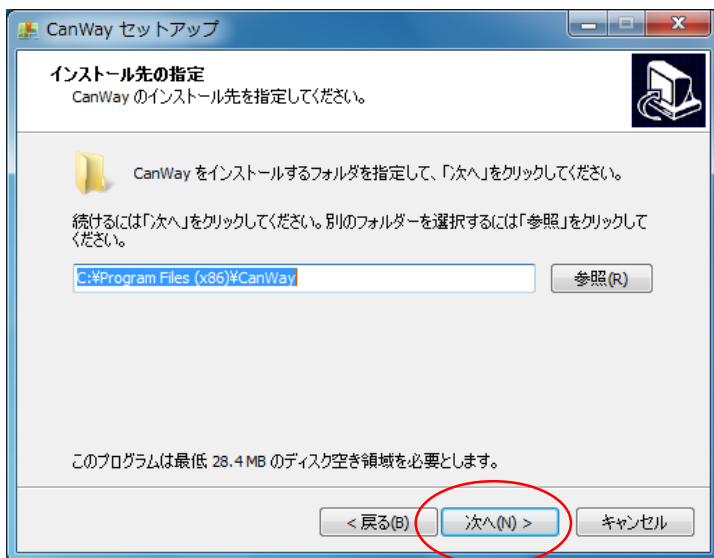 CanWay セットアップ
インストール先の指定
CanWay のインストール先を指定してください。
CanWay をインストールするフォルダを指定して、「次へ」をクリックしてください。
続けるには「次へ」をクリックしてください。別のフォルダーを選択するには「参照」をクリックして
ください。
C:¥Program Files (x86)¥CanWay
参照(R)
このプログラムは最低 28.4 MB のディスク空き領域を必要とします。
< 戻る(B)
次へ(N) >
キャンセル